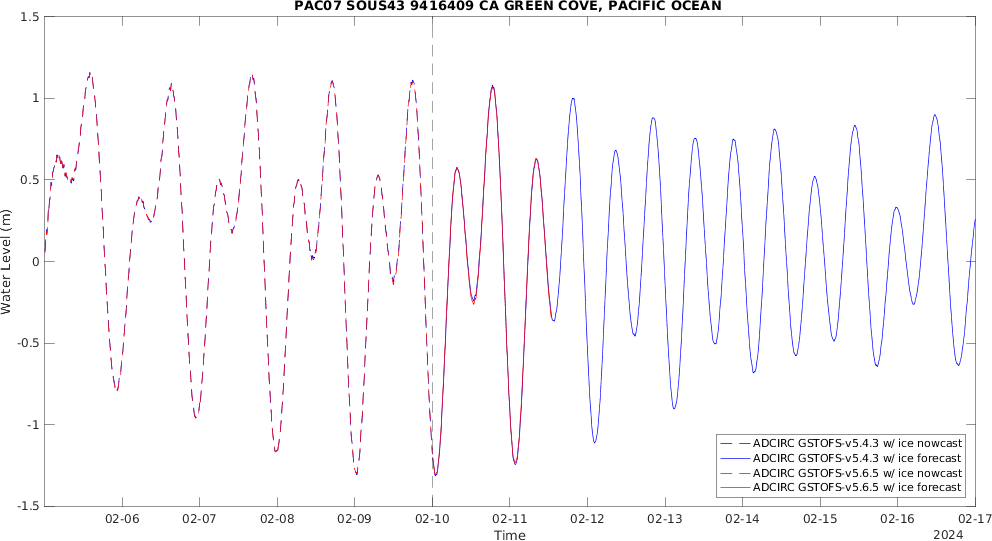 PAC07 SOUS43 9416409 CA GREEN COVE, PACIFIC OCEAN
1.5
1
0.5
0
-0.5
-1
-1.5
Water Level (m)
02-06 02-07 02-08 02-09 02-10 02-11 02-12 02-13 02-14 02-15 02-16 02-17
Time
2024
ADCIRC GSTOFS-v5.4.3 w/ ice nowcast
ADCIRC GSTOFS-v5.4.3 w/ ice forecast
ADCIRC GSTOFS-v5.6.5 w/ ice nowcast
ADCIRC GSTOFS-v5.6.5 w/ ice forecast